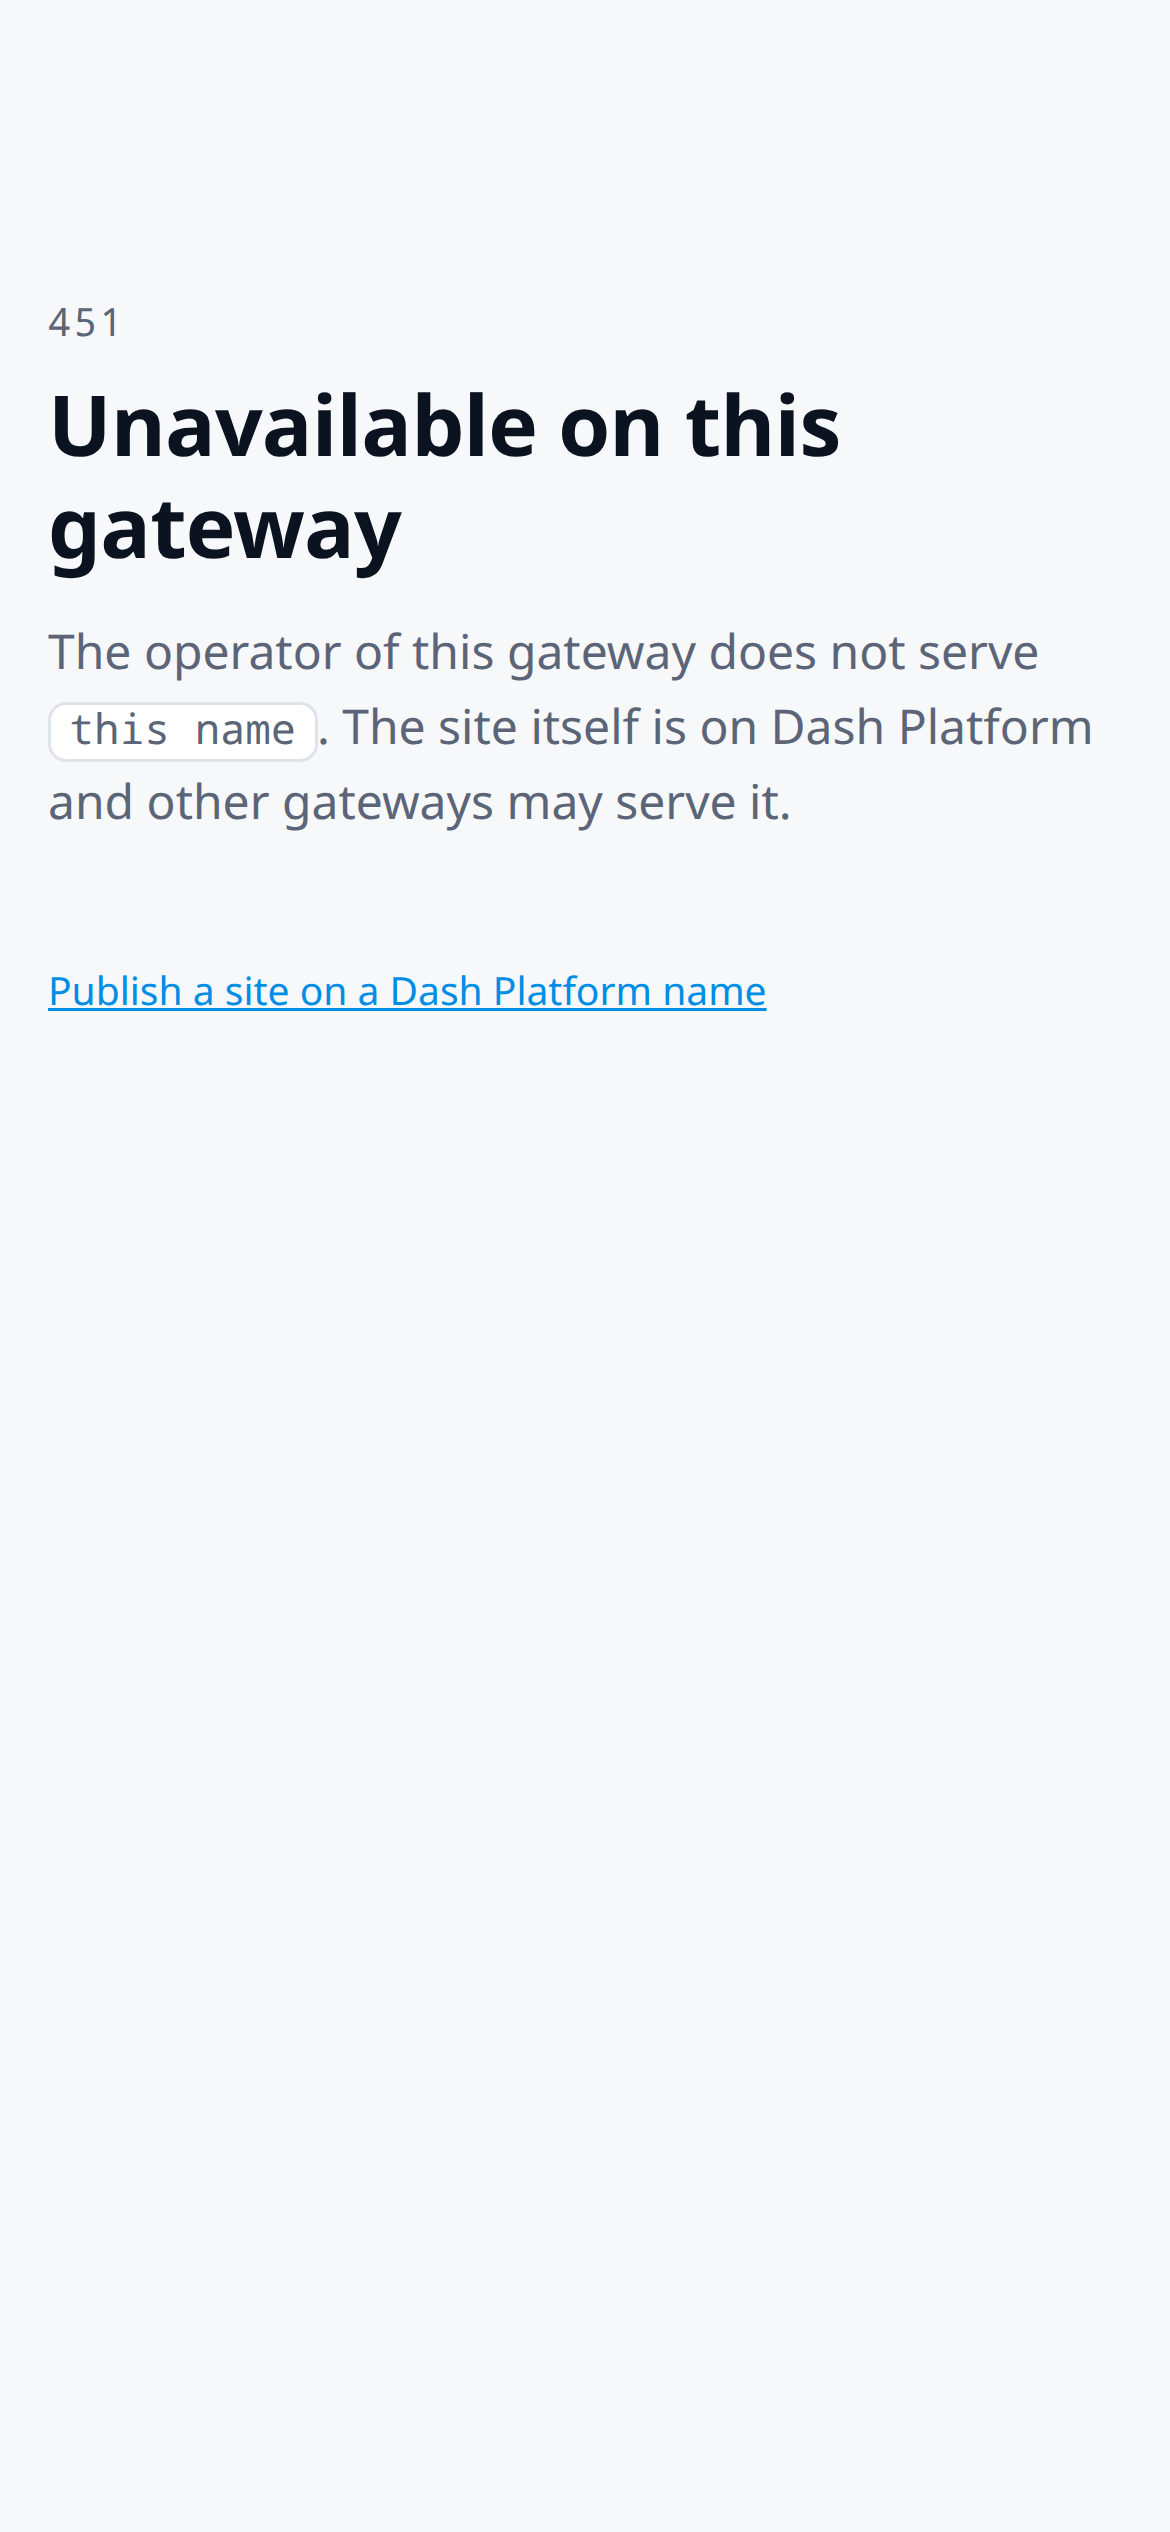 451
Unavailable on this
gateway
The operator of this gateway does not serve
this name. The site itself is on Dash Platform
and other gateways may serve it.
Publish a site on a Dash Platform name